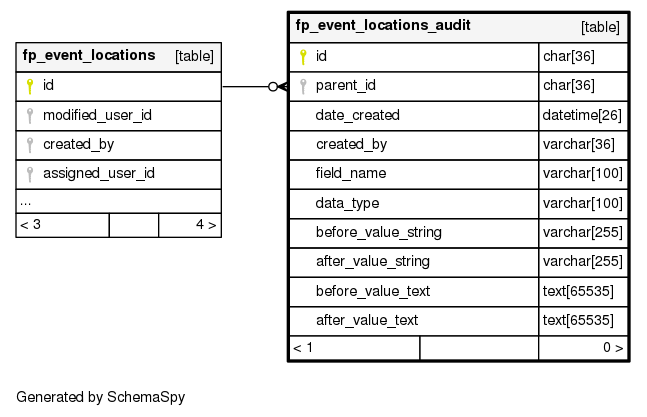 fp_event_locations [table]
id
modified_user_id
created_by
assigned_user_id
...
< 3 4 >
fp_event_locations_audit [table]
id char[36]
parent_id char[36]
date_created datetime[26]
created_by varchar[36]
field_name varchar[100]
data_type varchar[100]
before_value_string varchar[255]
after_value_string varchar[255]
before_value_text text[65535]
after_value_text text[65535]
< 1 0 >
Generated by SchemaSpy